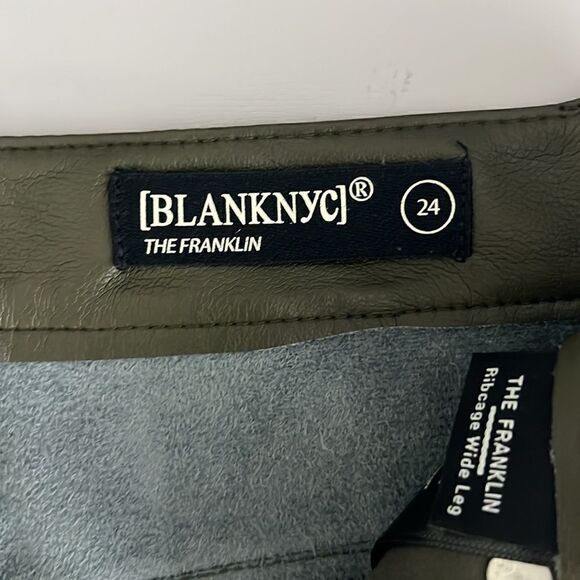 [BLANKNYC]®
THE FRANKLIN
24
THE FRANKLIN
Ribcage Wide Leg